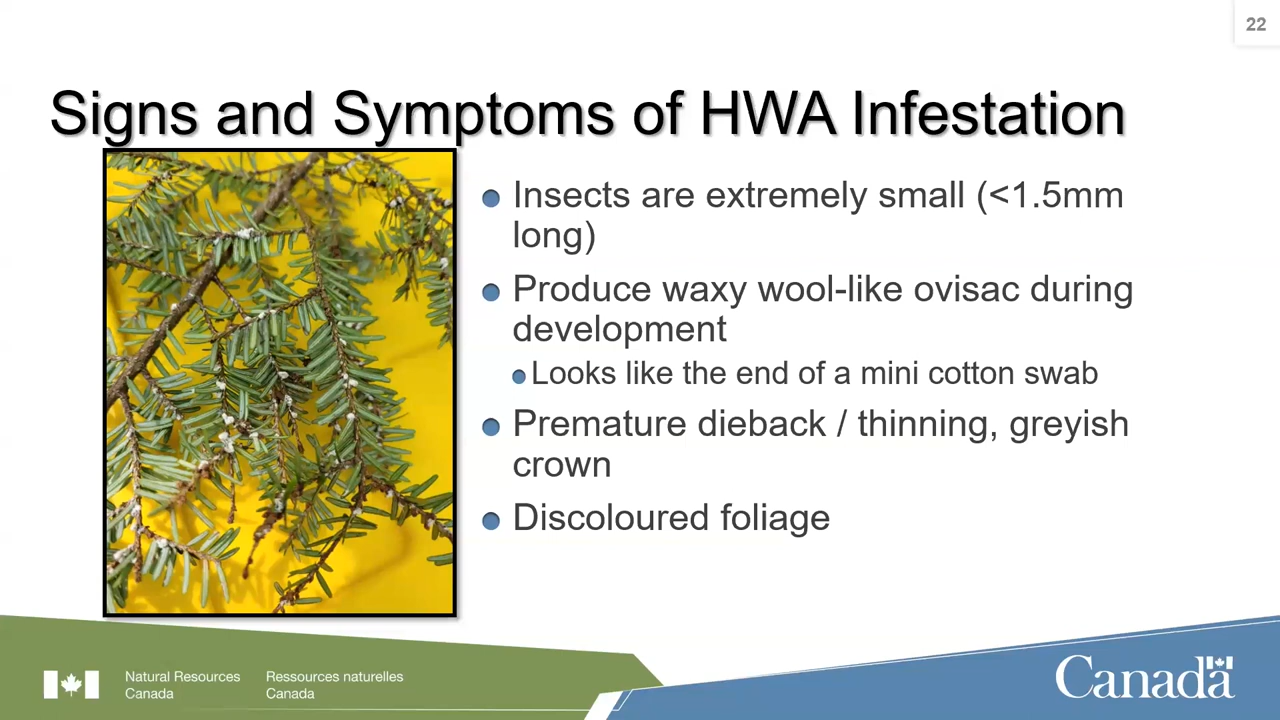 22
Signs and Symptoms of HWA Infestation
Insects are extremely small (<1.5mm
long)
Produce waxy wool-like ovisac during
development
Looks like the end of a mini cotton swab
Premature dieback / thinning, greyish
crown
Discoloured foliage
Natural Resources
Canada
Ressources naturelles
Canada
Canada